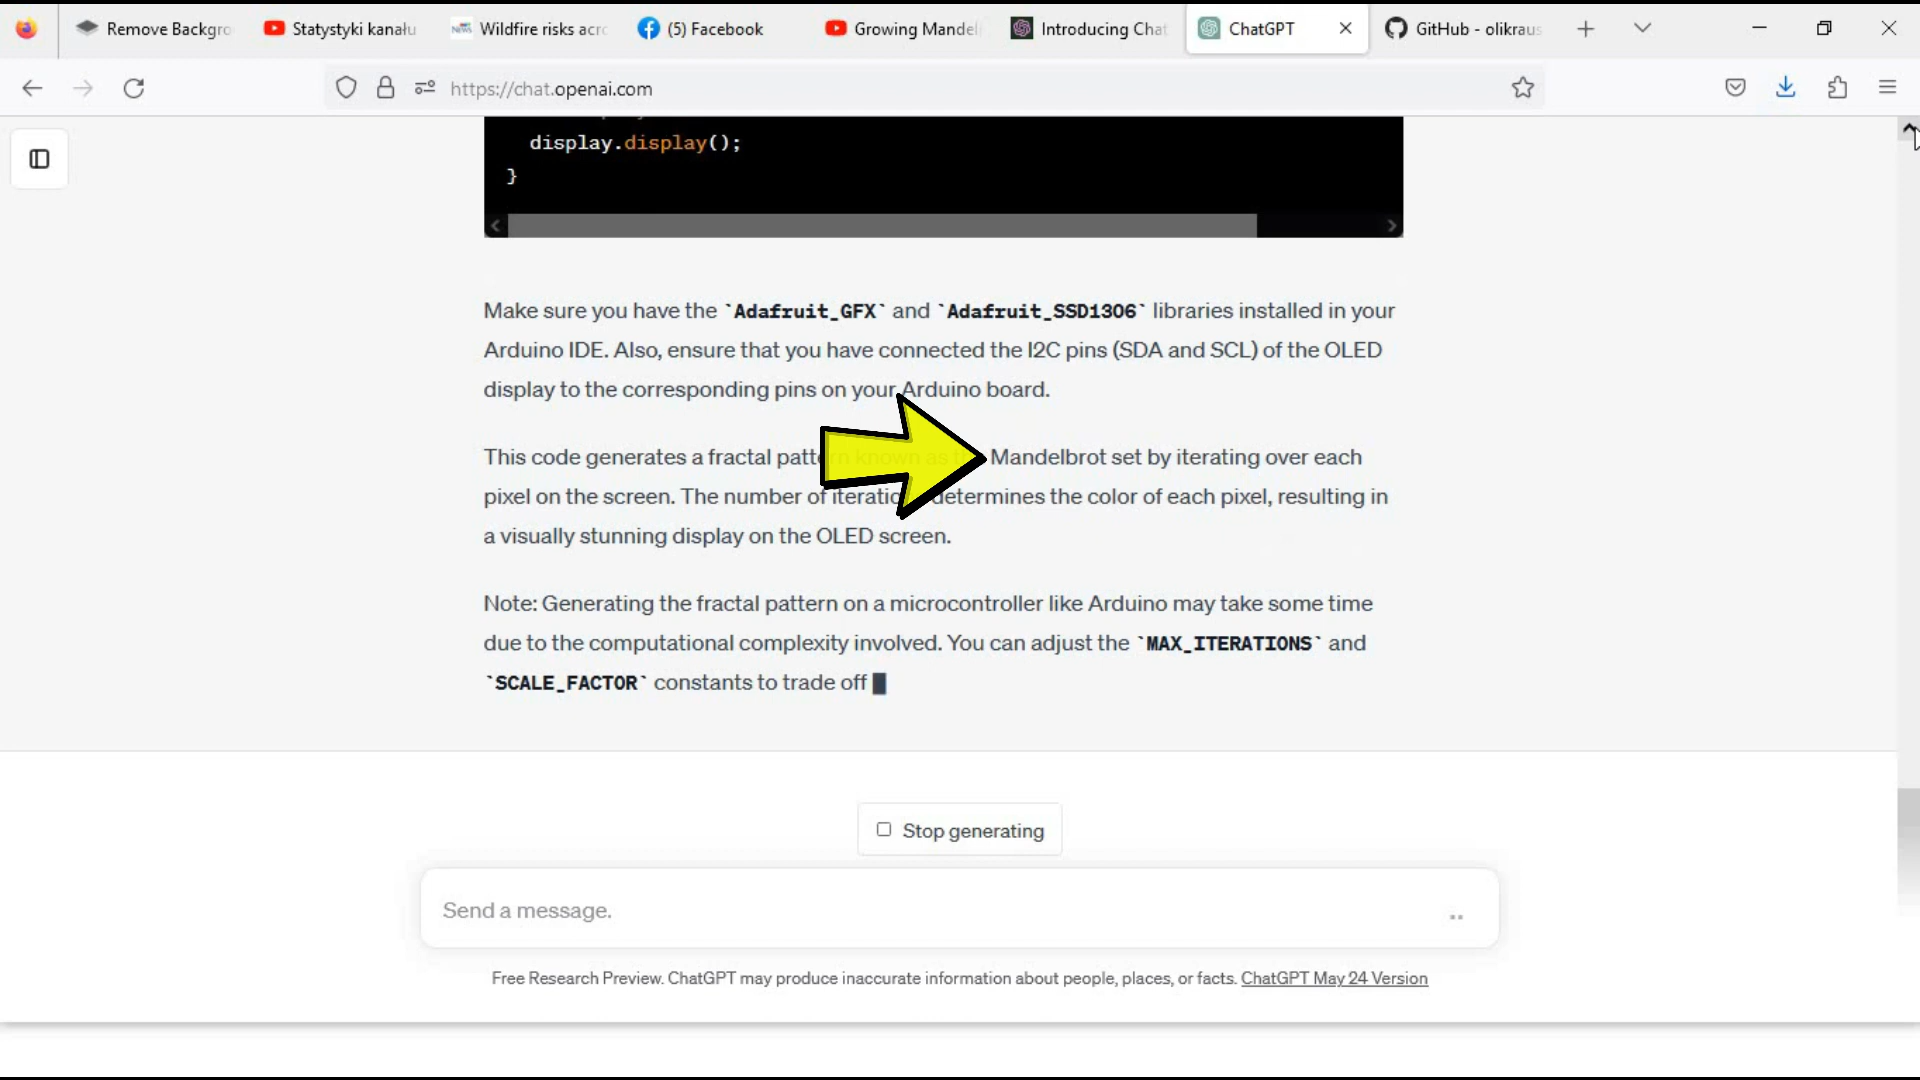 Remove Backgro
Statystyki kanału
Wildfire risks acro
(5) Facebook
Growing Mandel
Introducing Chat
ChatGPT
GitHub - olikraus
https://chat.openai.com
display.display();
}
Make sure you have the `Adafruit_GFX` and `Adafruit_SSD1306` libraries installed in your
Arduino IDE. Also, ensure that you have connected the I2C pins (SDA and SCL) of the OLED
display to the corresponding pins on your Arduino board.
This code generates a fractal pattern known as the Mandelbrot set by iterating over each
pixel on the screen. The number of iterations determines the color of each pixel, resulting in
a visually stunning display on the OLED screen.
Note: Generating the fractal pattern on a microcontroller like Arduino may take some time
due to the computational complexity involved. You can adjust the `MAX_ITERATIONS` and
`SCALE_FACTOR` constants to trade off
Stop generating
Send a message.
Free Research Preview. ChatGPT may produce inaccurate information about people, places, or facts. ChatGPT May 24 Version